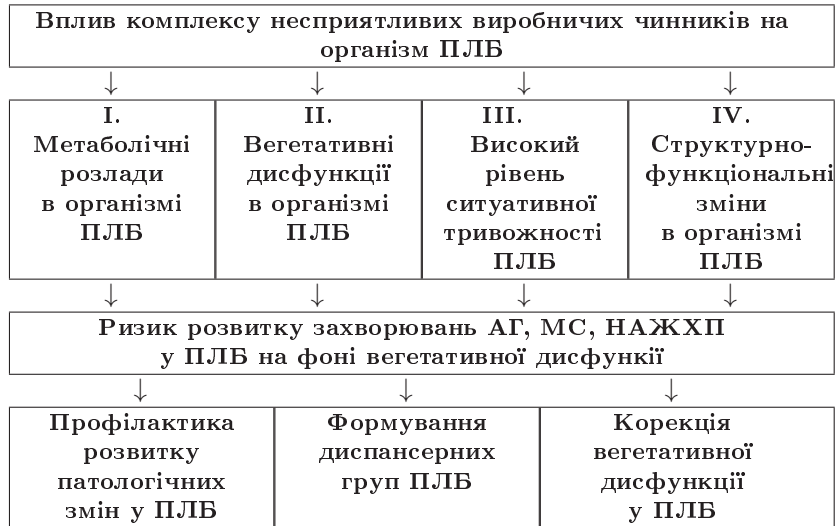 Вплив комплексу несприятливих виробничих чинників на
організм ПЛБ
↓ ↓ ↓ ↓
I.
Метаболічні
розлади
в організмі
ПЛБ
II.
Вегетативні
дисфункції
в організмі
ПЛБ
III.
Високий
рівень
ситуативної
тривожності
ПЛБ
IV.
Структурно-
функціональні
зміни
в організмі
ПЛБ
↓ ↓ ↓ ↓
Ризик розвитку захворювань АГ, МС, НАЖХП
у ПЛБ на фоні вегетативної дисфункії
↓ ↓ ↓
Профілактика
розвитку
патологічних
змін у ПЛБ
Формування
диспансерних
груп ПЛБ
Корекція
вегетативної
дисфункції
у ПЛБ